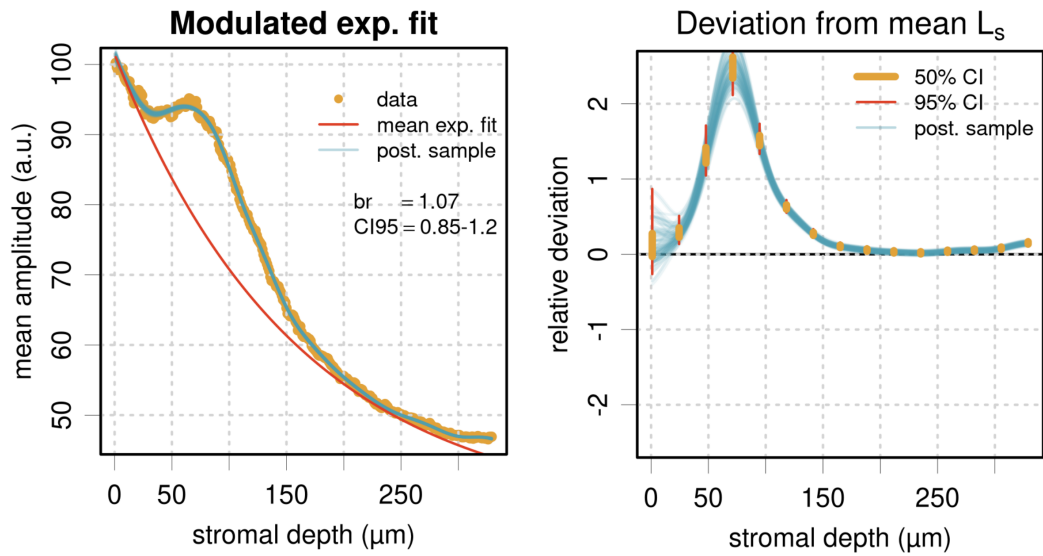 Modulated exp. fit
mean amplitude (a.u.)
100
90
80
70
60
50
data
mean exp. fit
post. sample
br = 1.07
CI95 = 0.85-1.2
0 50 150 250
stromal depth (µm)
Deviation from mean Ls
relative deviation
2
1
0
-1
-2
50% CI
95% CI
post. sample
0 50 150 250
stromal depth (µm)